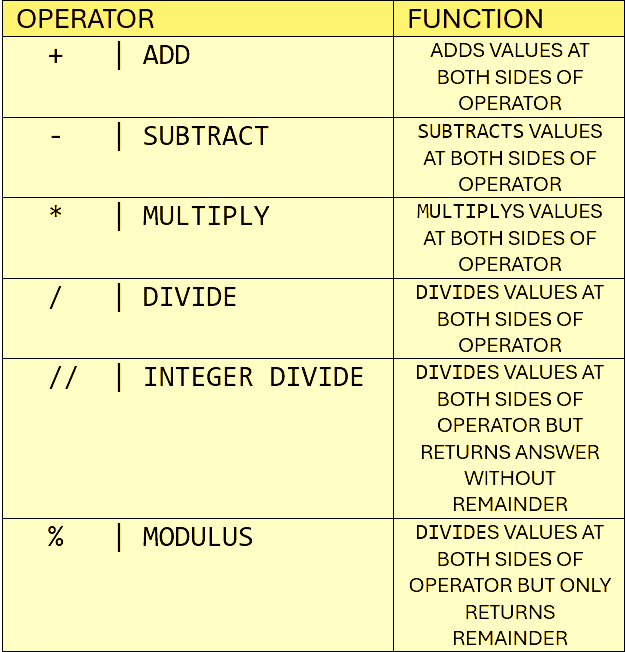 OPERATOR FUNCTION
+ | ADD ADDS VALUES AT
BOTH SIDES OF
OPERATOR
- | SUBTRACT SUBTRACTS VALUES
AT BOTH SIDES OF
OPERATOR
* | MULTIPLY MULTIPLYS VALUES
AT BOTH SIDES OF
OPERATOR
/ | DIVIDE DIVIDES VALUES AT
BOTH SIDES OF
OPERATOR
// | INTEGER DIVIDE DIVIDES VALUES AT
BOTH SIDES OF
OPERATOR BUT
RETURNS ANSWER
WITHOUT
REMAINDER
% | MODULUS DIVIDES VALUES AT
BOTH SIDES OF
OPERATOR BUT ONLY
RETURNS
REMAINDER